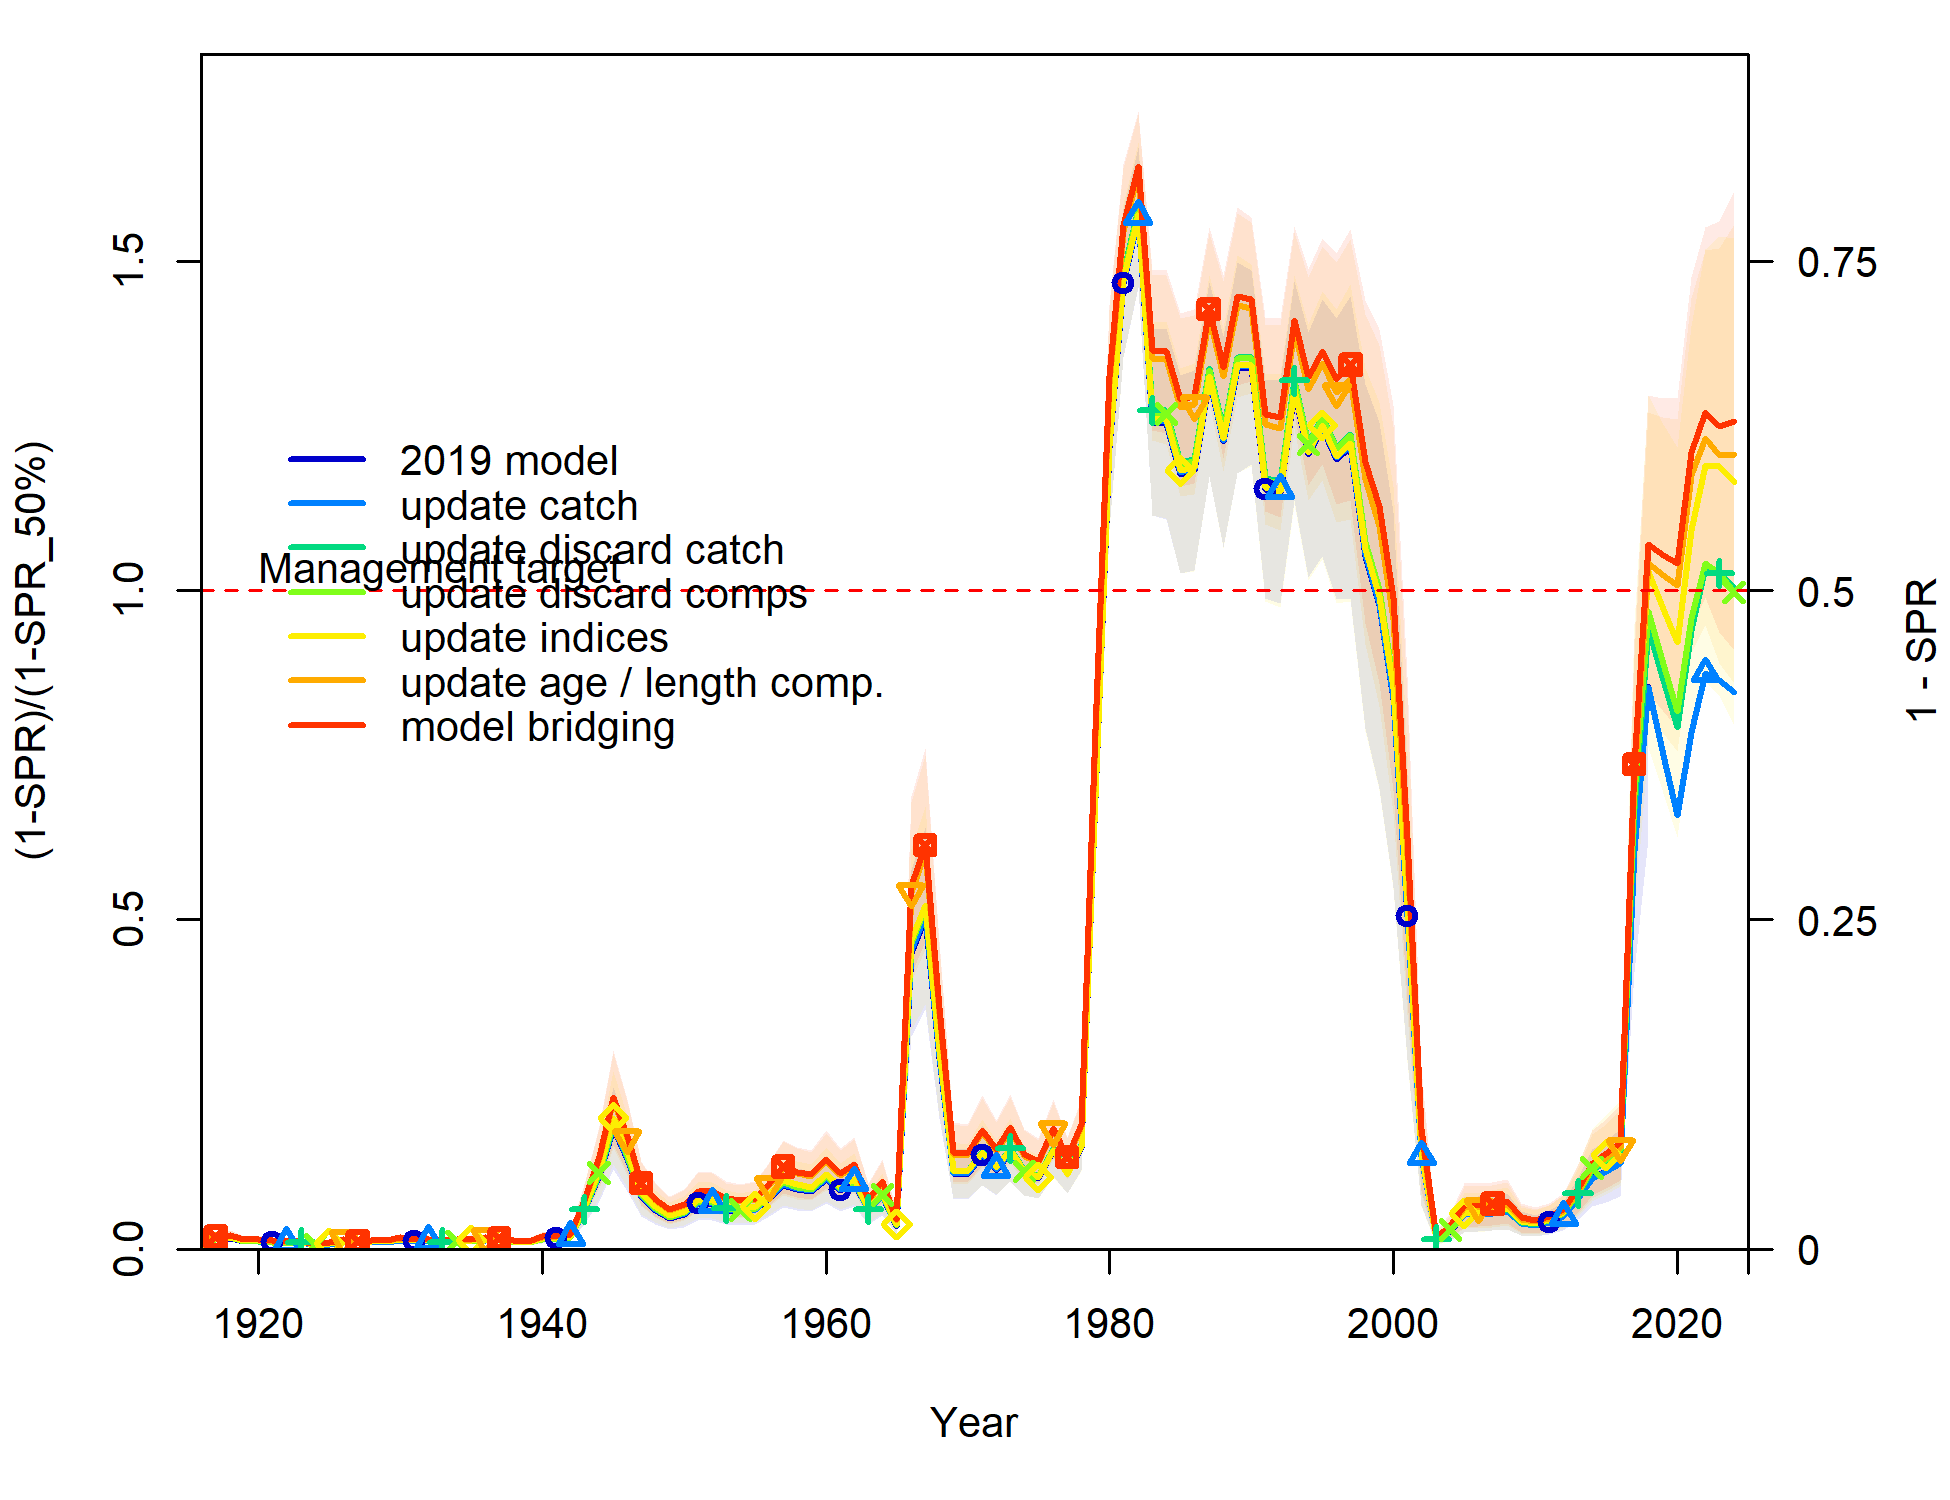 (1-SPR)/(1-SPR_50%)
0.0
0.5
1.0
1.5
2019 model
update catch
update discard catch
Management target
update discard comps
update indices
update age / length comp.
model bridging
0.75
0.5
0.25
0
1 - SPR
1920
1940
1960
1980
2000
2020
Year